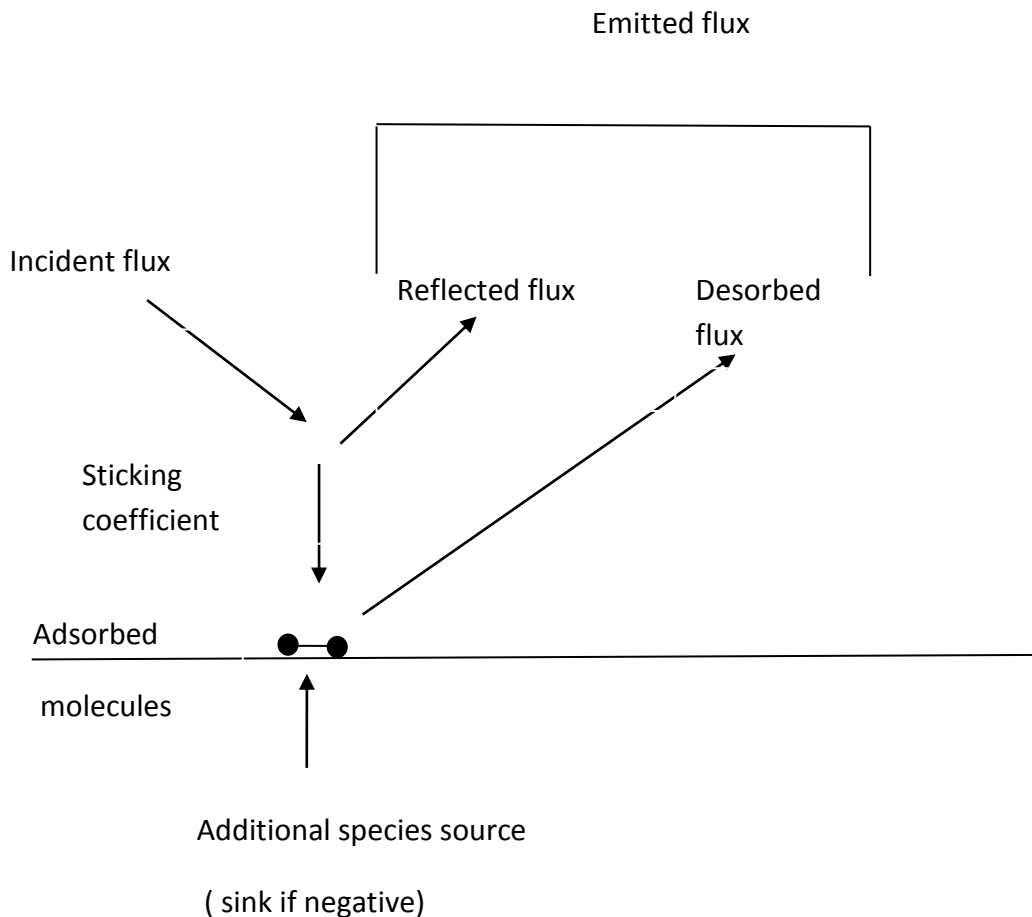 Emitted flux
Incident flux
Reflected flux
Desorbed
flux
Sticking
coefficient
Adsorbed
molecules
Additional species source
( sink if negative)